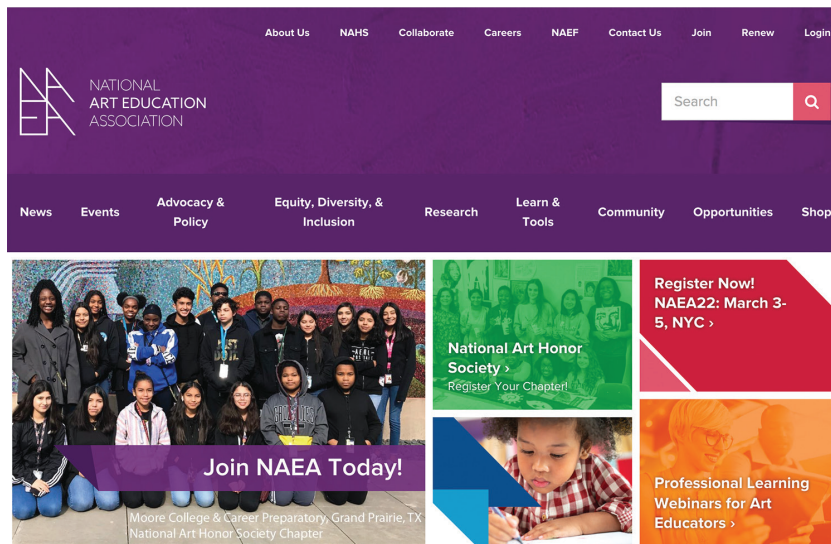 About Us NAHS Collaborate Careers NAEF Contact Us Join Renew Login
NATIONAL
ART EDUCATION
ASSOCIATION
Search
News Events Advocacy & Policy Equity, Diversity, & Inclusion Research Learn & Tools Community Opportunities Shop
Join NAEA Today!
Moore College & Career Preparatory, Grand Prairie, TX
National Art Honor Society Chapter
National Art Honor
Society ›
Register Your Chapter!
Register Now!
NAEA22: March 3-
5, NYC ›
Professional Learning
Webinars for Art
Educators ›